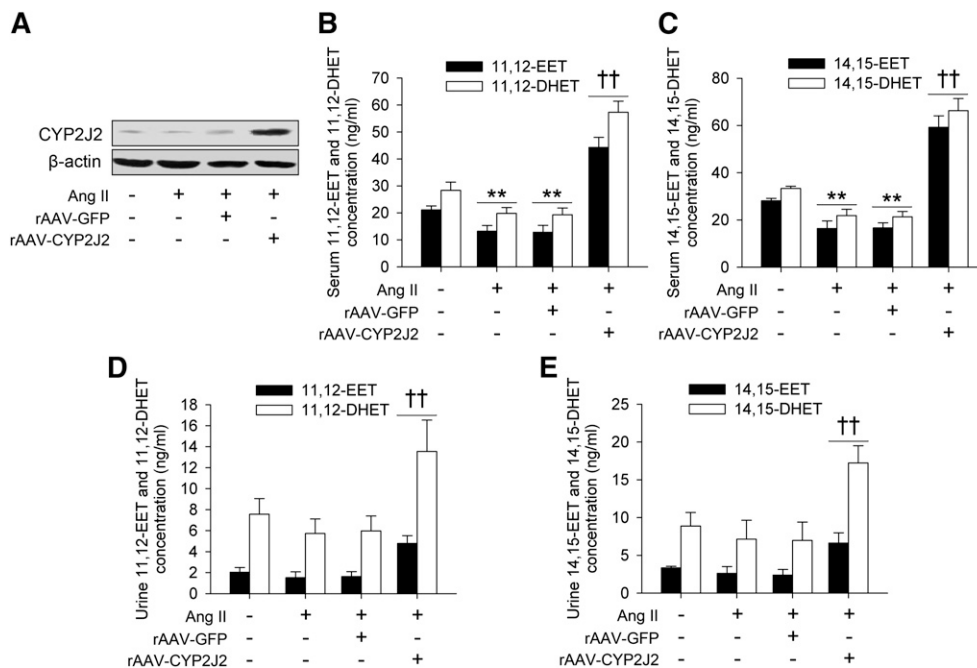 A
CYP2J2
β-actin
Ang II - + + +
rAAV-GFP - - + -
rAAV-CYP2J2 - - - +
B
11,12-EET
11,12-DHET
Serum 11,12-EET and 11,12-DHET
concentration (ng/ml)
70
60
50
40
30
20
10
0
** ** ††
Ang II - + + +
rAAV-GFP - - + -
rAAV-CYP2J2 - - - +
C
14,15-EET
14,15-DHET
Serum 14,15-EET and 14,15-DHET
concentration (ng/ml)
80
60
40
20
0
** ** ††
Ang II - + + +
rAAV-GFP - - + -
rAAV-CYP2J2 - - - +
D
11,12-EET
11,12-DHET
Urine 11,12-EET and 11,12-DHET
concentration (ng/ml)
18
16
14
12
10
8
6
4
2
0
††
Ang II - + + +
rAAV-GFP - - + -
rAAV-CYP2J2 - - - +
E
14,15-EET
14,15-DHET
Urine 14,15-EET and 14,15-DHET
concentration (ng/ml)
25
20
15
10
5
0
††
Ang II - + + +
rAAV-GFP - - + -
rAAV-CYP2J2 - - - +